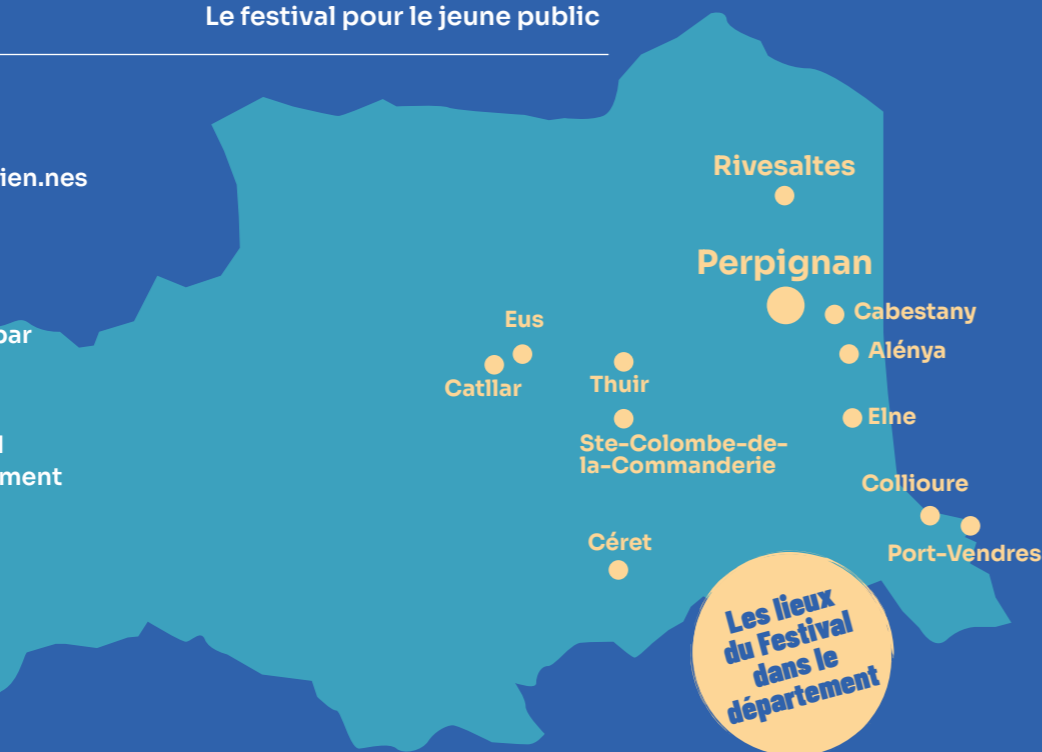 Le festival pour le jeune public
ien.nes
par
ment
Rivesaltes
Perpignan
Cabestany
Alénya
Elne
Eus
Catllar
Thuir
Ste-Colombe-de-
la-Commanderie
Collioure
Port-Vendres
Céret
Les lieux
du Festival
dans le
département